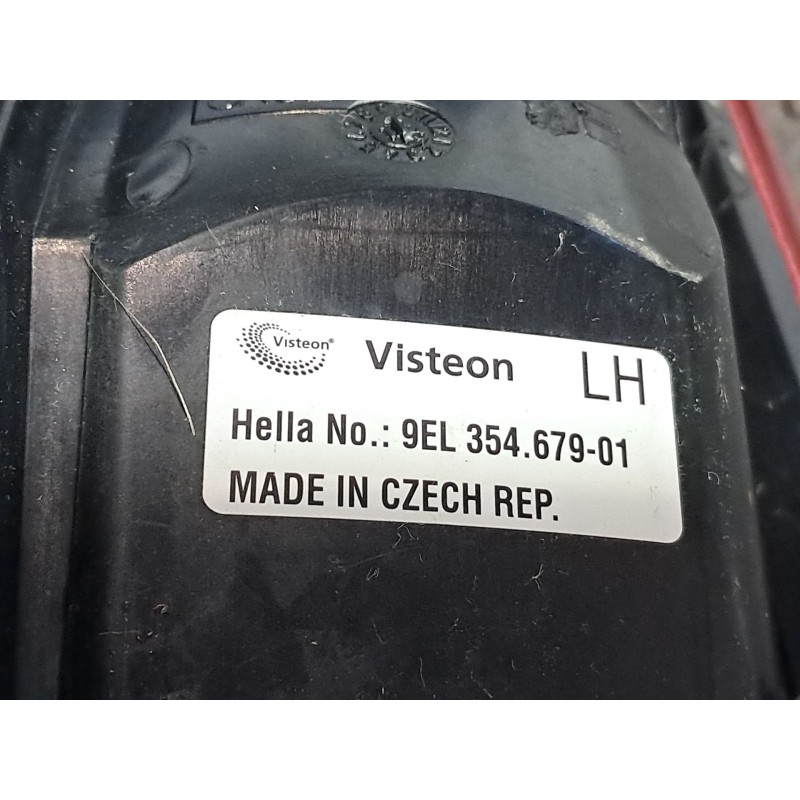 Visteon®
Visteon
LH
Hella No.: 9EL 354.679-01
MADE IN CZECH REP.